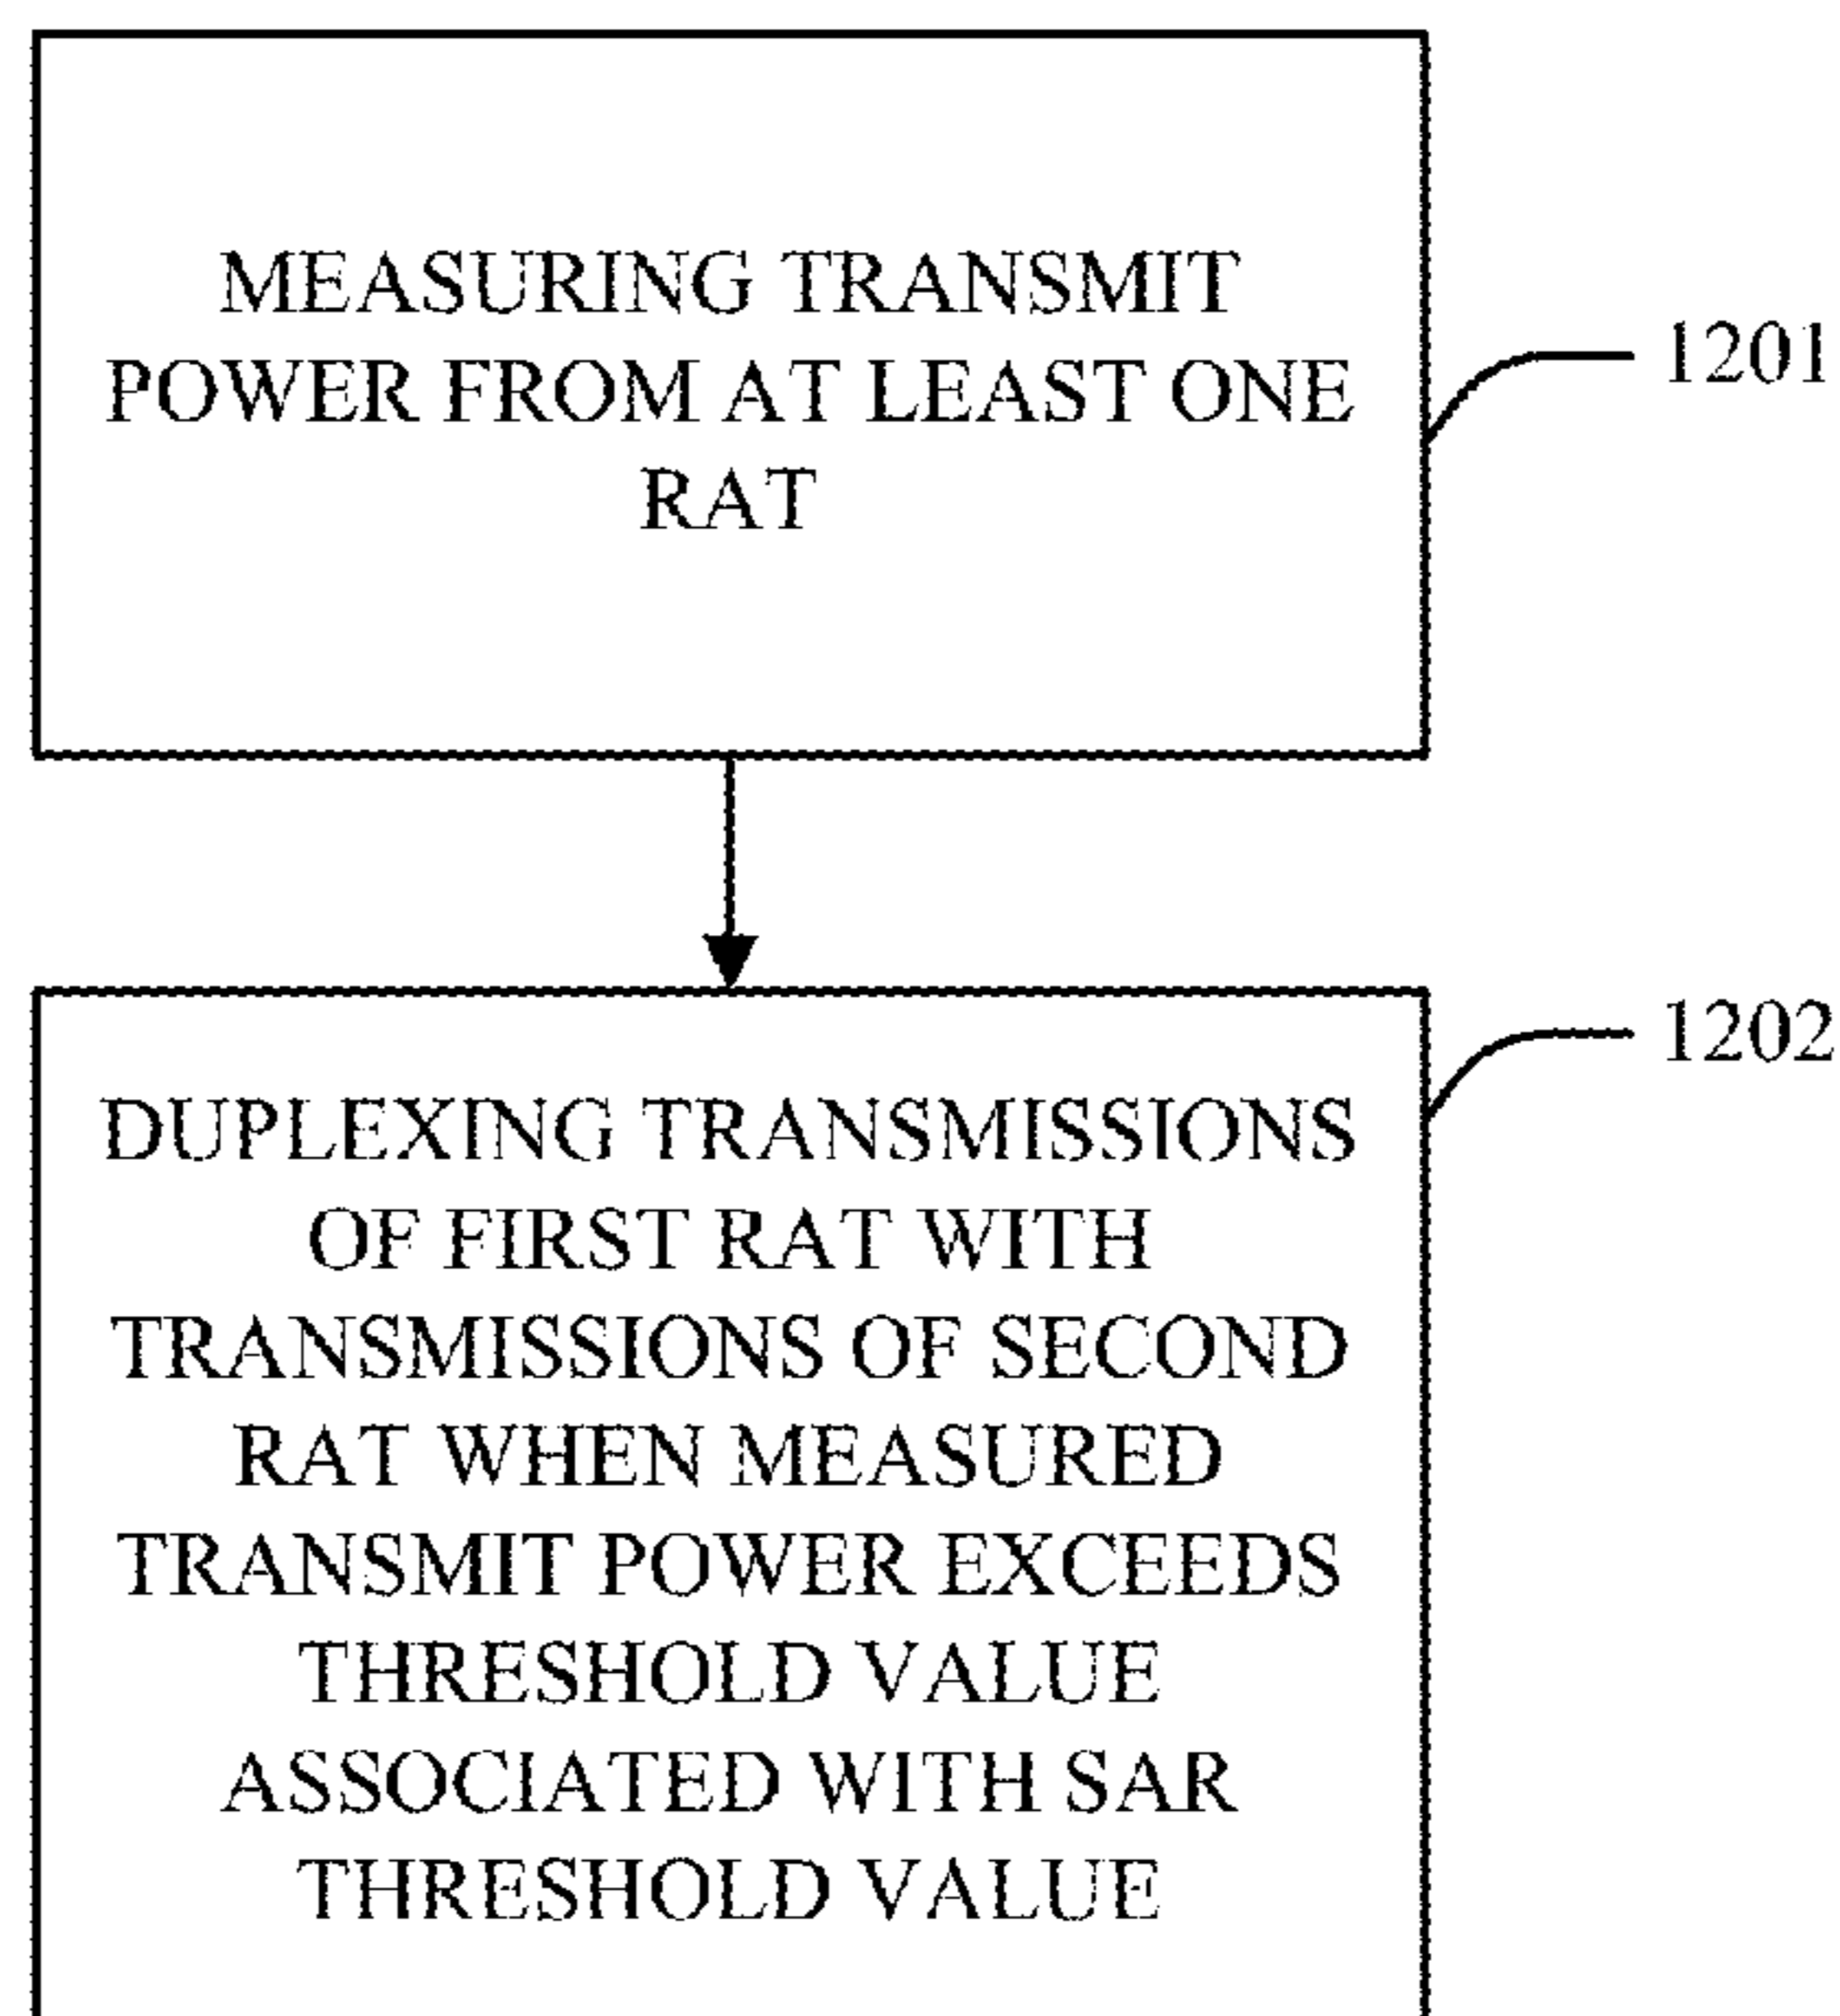 MEASURING TRANSMIT
POWER FROM AT LEAST ONE
RAT
1201
1202
DUPLEXING TRANSMISSIONS
OF FIRST RAT WITH
TRANSMISSIONS OF SECOND
RAT WHEN MEASURED
TRANSMIT POWER EXCEEDS
THRESHOLD VALUE
ASSOCIATED WITH SAR
THRESHOLD VALUE